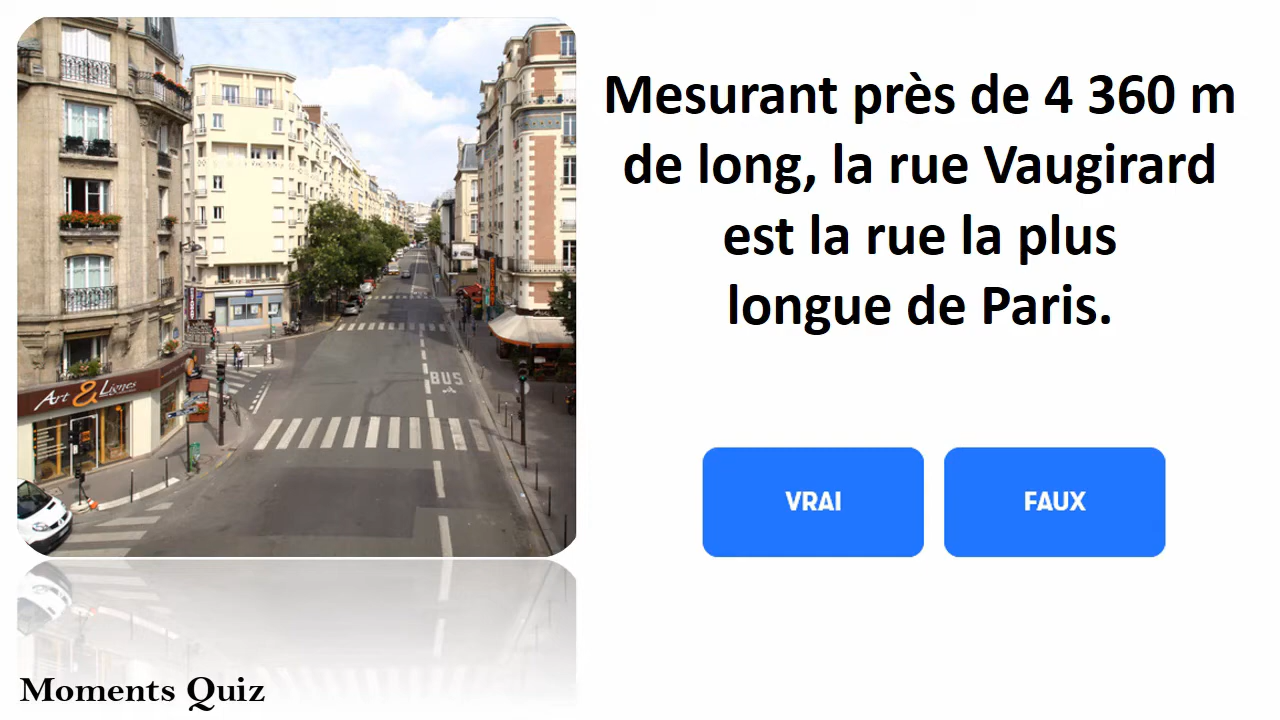 Mesurant près de 4 360 m
de long, la rue Vaugirard
est la rue la plus
longue de Paris.
VRAI
FAUX
Art & Lignes
BUS
Moments Quiz